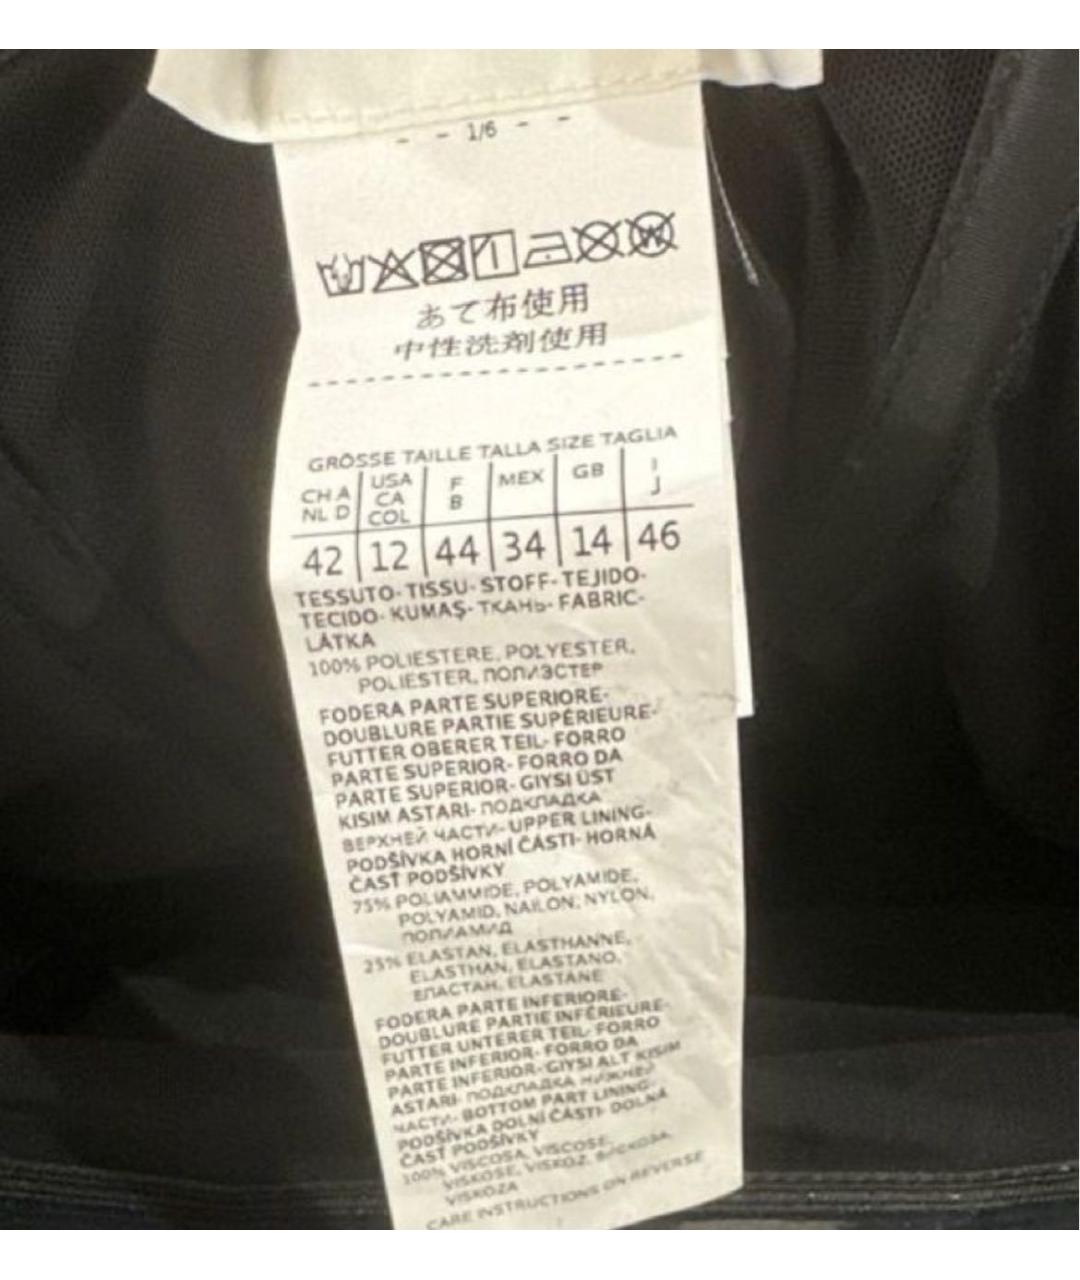 - - 1/6 - -
あて布使用
中性洗剤使用
GRÖSSE TAILLE TALLA SIZE TAGLIA
CH A NL D USA CA COL F B MEX GB I J
42 12 44 34 14 46
TESSUTO- TISSU- STOFF- TEJIDO-
TECIDO- KUMAŞ- ТКАНЬ- FABRIC-
LÁTKA
100% POLIESTERE, POLYESTER,
POLIESTER, ПОЛИЭСТЕР
FODERA PARTE SUPERIORE-
DOUBLURE PARTIE SUPÉRIEURE-
FUTTER OBERER TEIL- FORRO
PARTE SUPERIOR- FORRO DA
PARTE SUPERIOR- GIYSI ÜST
KISIM ASTARI- ПОДКЛАДКА
ВЕРХНЕЙ ЧАСТИ- UPPER LINING-
PODŠÍVKA HORNÍ ČÁSTI- HORNÁ
ČASŤ PODŠÍVKY
75% POLIAMMIDE, POLYAMIDE,
POLYAMID, NAILON, NYLON,
ПОЛИАМИД
25% ELASTAN, ELASTHANNE,
ELASTHAN, ELASTANO,
ЕЛАСТАН, ELASTANE
FODERA PARTE INFERIORE-
DOUBLURE PARTIE INFÉRIEURE-
FUTTER UNTERER TEIL- FORRO
PARTE INFERIOR- FORRO DA
PARTE INFERIOR- GIYSI ALT KISIM
ASTARI- ПОДКЛАДКА НИЖНЕЙ
ЧАСТИ- BOTTOM PART LINING-
PODŠÍVKA DOLNÍ ČÁSTI- DOLNÁ
ČASŤ PODŠÍVKY
100% VISCOSA, VISCOSE,
VISKOSE, VISKOZ, ВИСКОЗА,
VISKOZA
CARE INSTRUCTIONS ON REVERSE